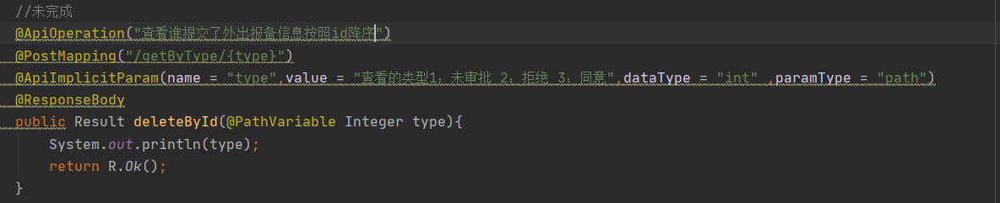 //未完成
@ApiOperation("查看谁提交了外出报备信息按照id降序")
@PostMapping("/getByType/{type}")
@ApiImplicitParam(name = "type",value = "查看的类型1：未审批 2：拒绝 3：同意",dataType = "int" ,paramType = "path")
@ResponseBody
public Result deleteById(@PathVariable Integer type){
System.out.println(type);
return R.Ok();
}